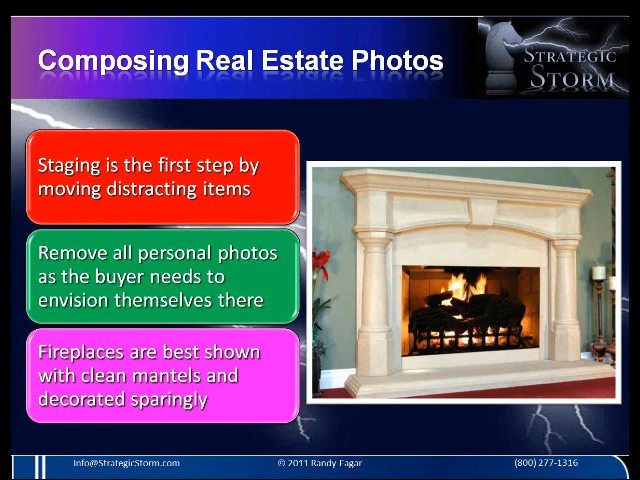 Composing Real Estate Photos
STRATEGIC
STORM
Staging is the first step by
moving distracting items
Remove all personal photos
as the buyer needs to
envision themselves there
Fireplaces are best shown
with clean mantels and
decorated sparingly
Info@StrategicStorm.com
© 2011 Randy Eagar
(800) 277-1316